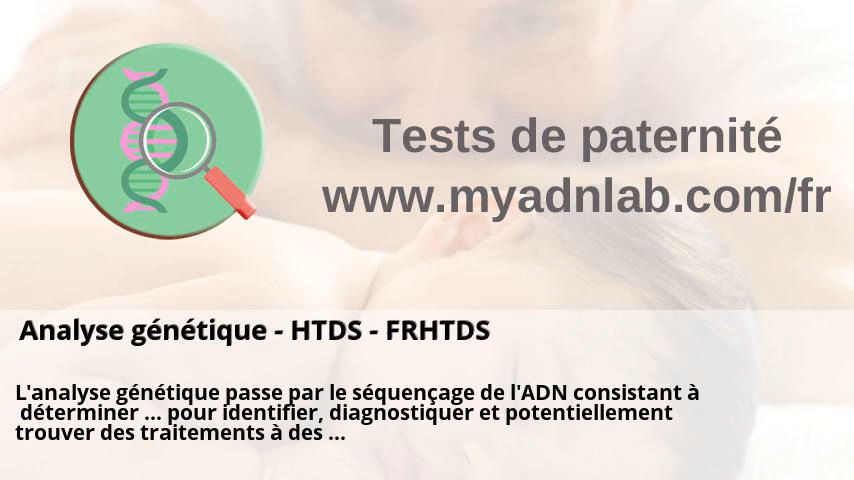 Tests de paternité
www.myadnlab.com/fr
Analyse génétique - HTDS - FRHTDS
L'analyse génétique passe par le séquençage de l'ADN consistant à
déterminer ... pour identifier, diagnostiquer et potentiellement
trouver des traitements à des ...